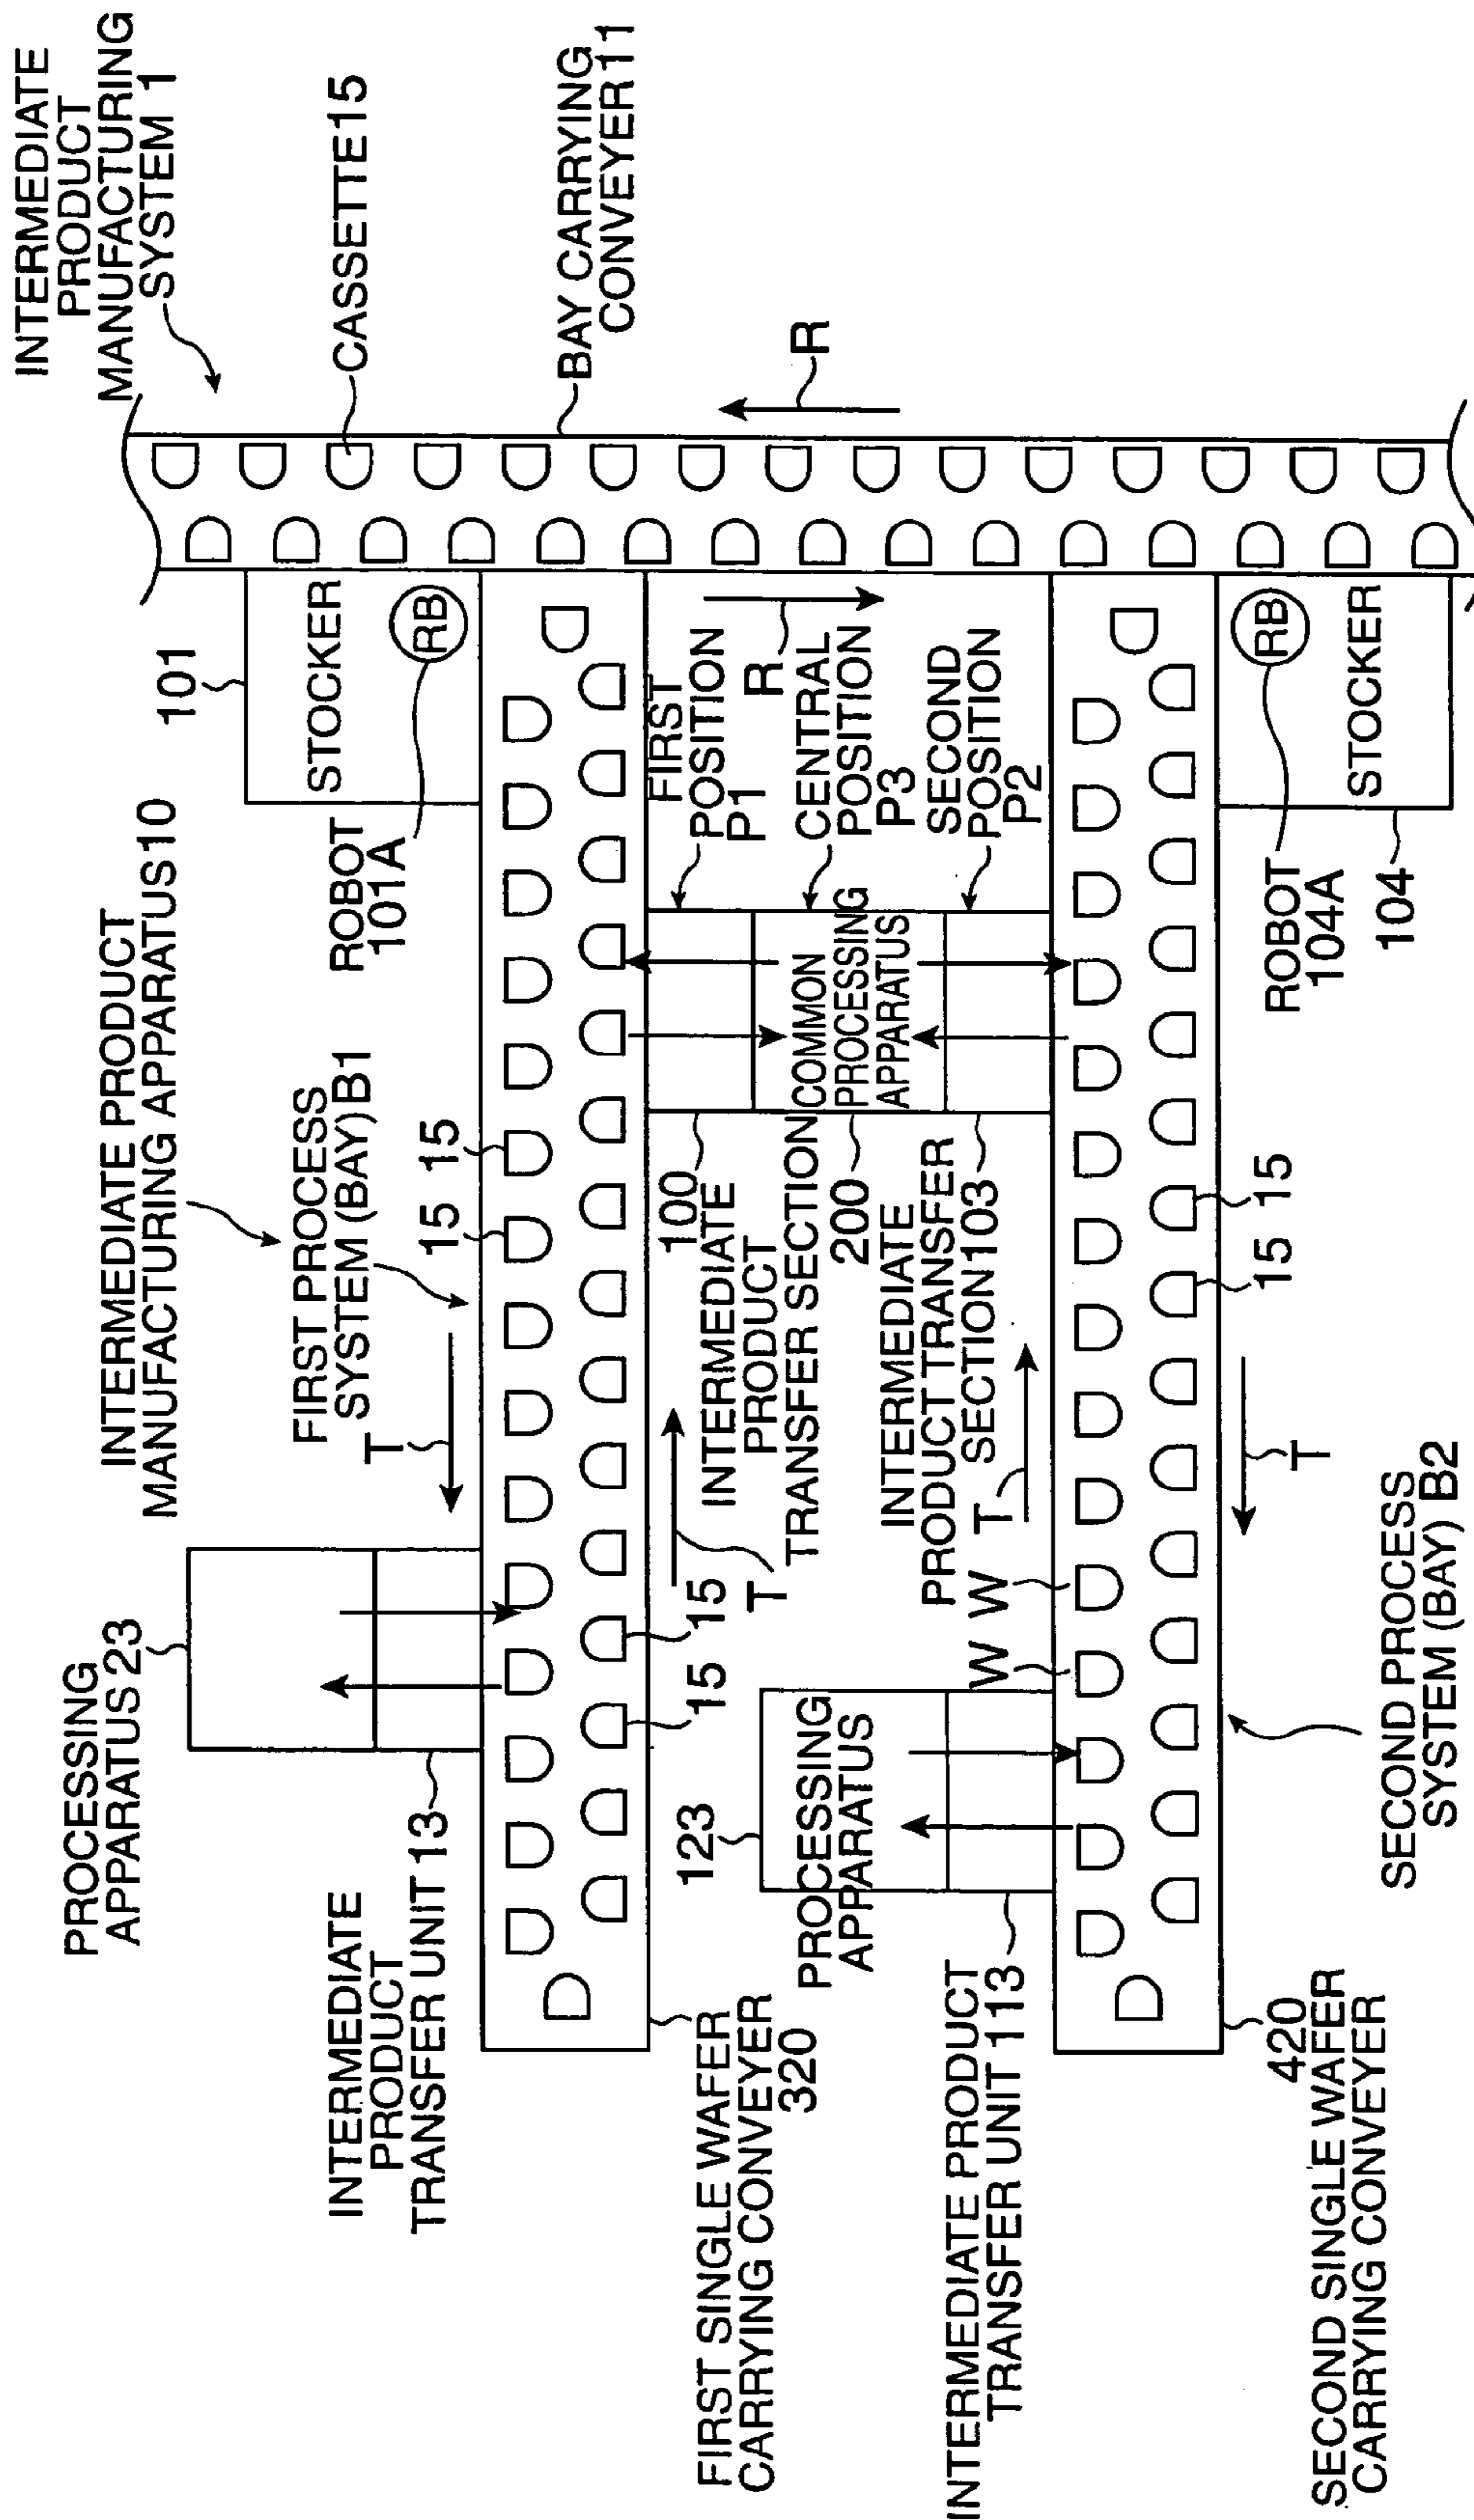 INTERMEDIATE
PRODUCT
MANUFACTURING
SYSTEM 1
CASSETTE15
BAY CARRYING
CONVEYER11
R
101
STOCKER
RB
ROBOT
101A
INTERMEDIATE PRODUCT
MANUFACTURING APPARATUS10
FIRST PROCESS
SYSTEM (BAY)B1
T
15
15
PROCESSING
APPARATUS 23
INTERMEDIATE
PRODUCT
TRANSFER UNIT 13
FIRST SINGLE WAFER
CARRYING CONVEYER
320
15
15
T
R
FIRST
POSITION
P1
CENTRAL
POSITION
P3
SECOND
POSITION
P2
COMMON
PROCESSING
APPARATUS
100
INTERMEDIATE
PRODUCT
TRANSFER SECTION
200
INTERMEDIATE
PRODUCT TRANSFER
SECTION103
T
W
W
123
PROCESSING
APPARATUS
INTERMEDIATE PRODUCT
TRANSFER UNIT 113
RB
STOCKER
ROBOT
104A
104
15
15
T
SECOND PROCESS
SYSTEM (BAY) B2
420
SECOND SINGLE WAFER
CARRYING CONVEYER